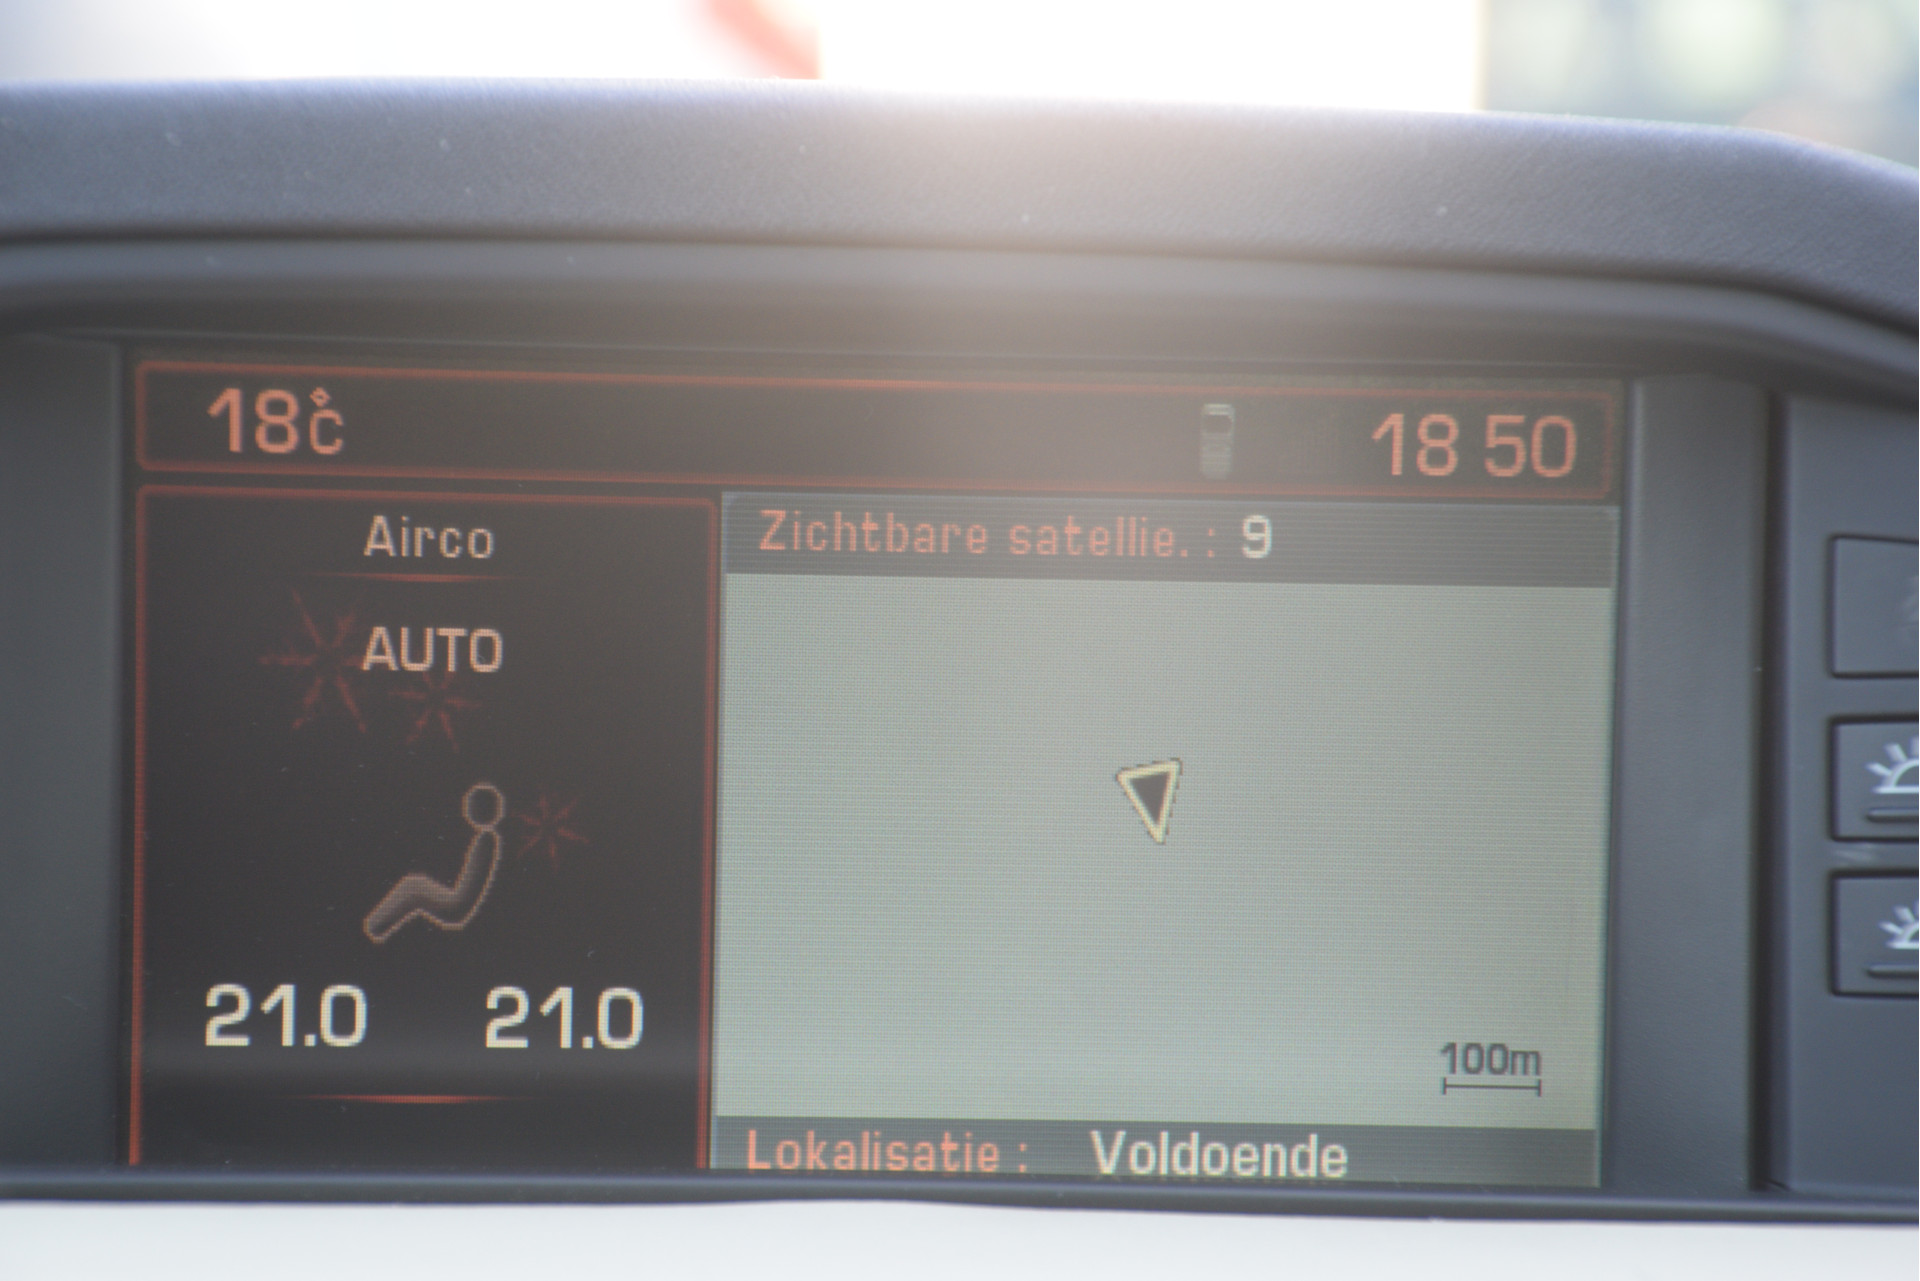 18°C
18 50
Airco
AUTO
21.0 21.0
Zichtbare satellie. : 9
100m
Lokalisatie : Voldoende